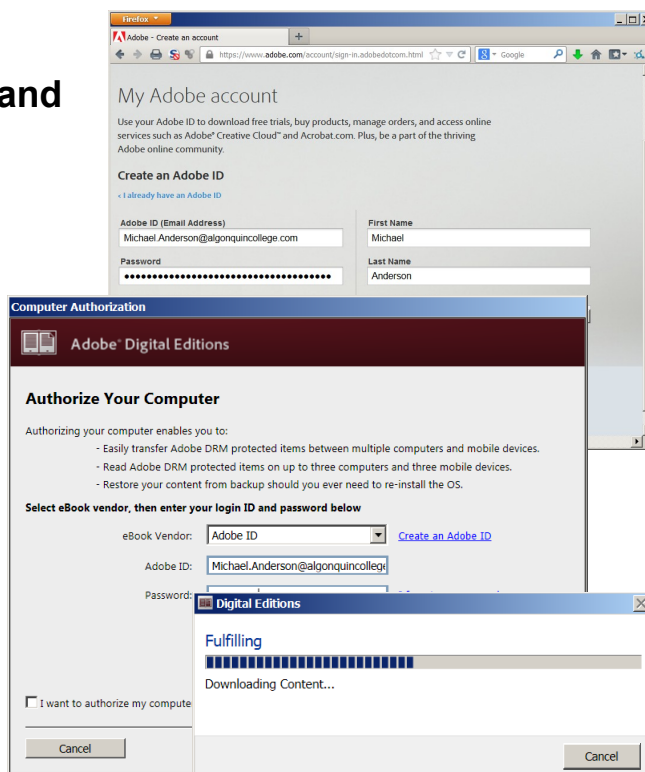 and
Firefox
Adobe - Create an account
https://www.adobe.com/account/sign-in.adobedotcom.html
Google
My Adobe account
Use your Adobe ID to download free trials, buy products, manage orders, and access online
services such as Adobe® Creative Cloud™ and Acrobat.com. Plus, be a part of the thriving
Adobe online community.
Create an Adobe ID
‹ I already have an Adobe ID
Adobe ID (Email Address)
First Name
Michael.Anderson@algonquincollege.com
Michael
Password
Last Name
Anderson
Computer Authorization
Adobe® Digital Editions
Authorize Your Computer
Authorizing your computer enables you to:
- Easily transfer Adobe DRM protected items between multiple computers and mobile devices.
- Read Adobe DRM protected items on up to three computers and three mobile devices.
- Restore your content from backup should you ever need to re-install the OS.
Select eBook vendor, then enter your login ID and password below
eBook Vendor:
Adobe ID
Create an Adobe ID
Adobe ID:
Michael.Anderson@algonquincollege
Password:
Digital Editions
Fulfilling
Downloading Content...
I want to authorize my compute
Cancel
Cancel